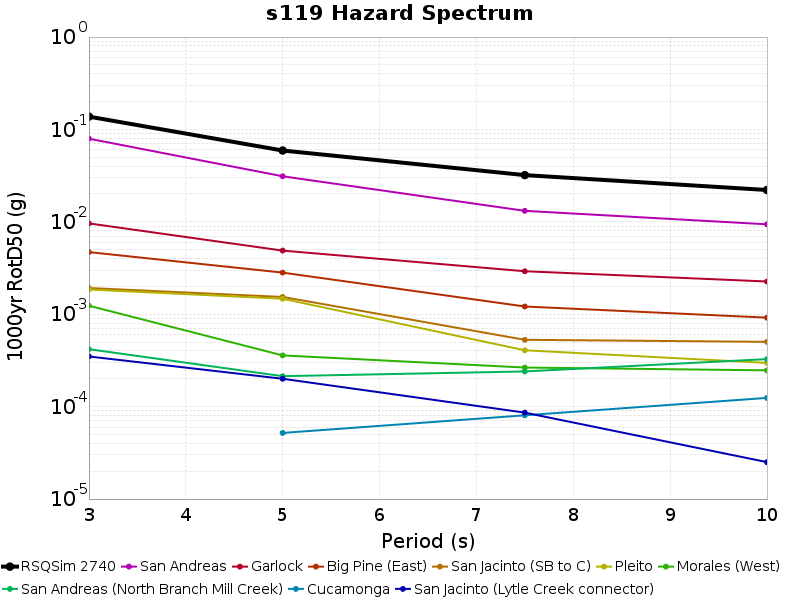 s119 Hazard Spectrum
1000yr RotD50 (g)
10^0
10^-1
10^-2
10^-3
10^-4
10^-5
3 4 5 6 7 8 9 10
Period (s)
RSQSim 2740 San Andreas Garlock Big Pine (East) San Jacinto (SB to C) Pleito Morales (West)
San Andreas (North Branch Mill Creek) Cucamonga San Jacinto (Lytle Creek connector)